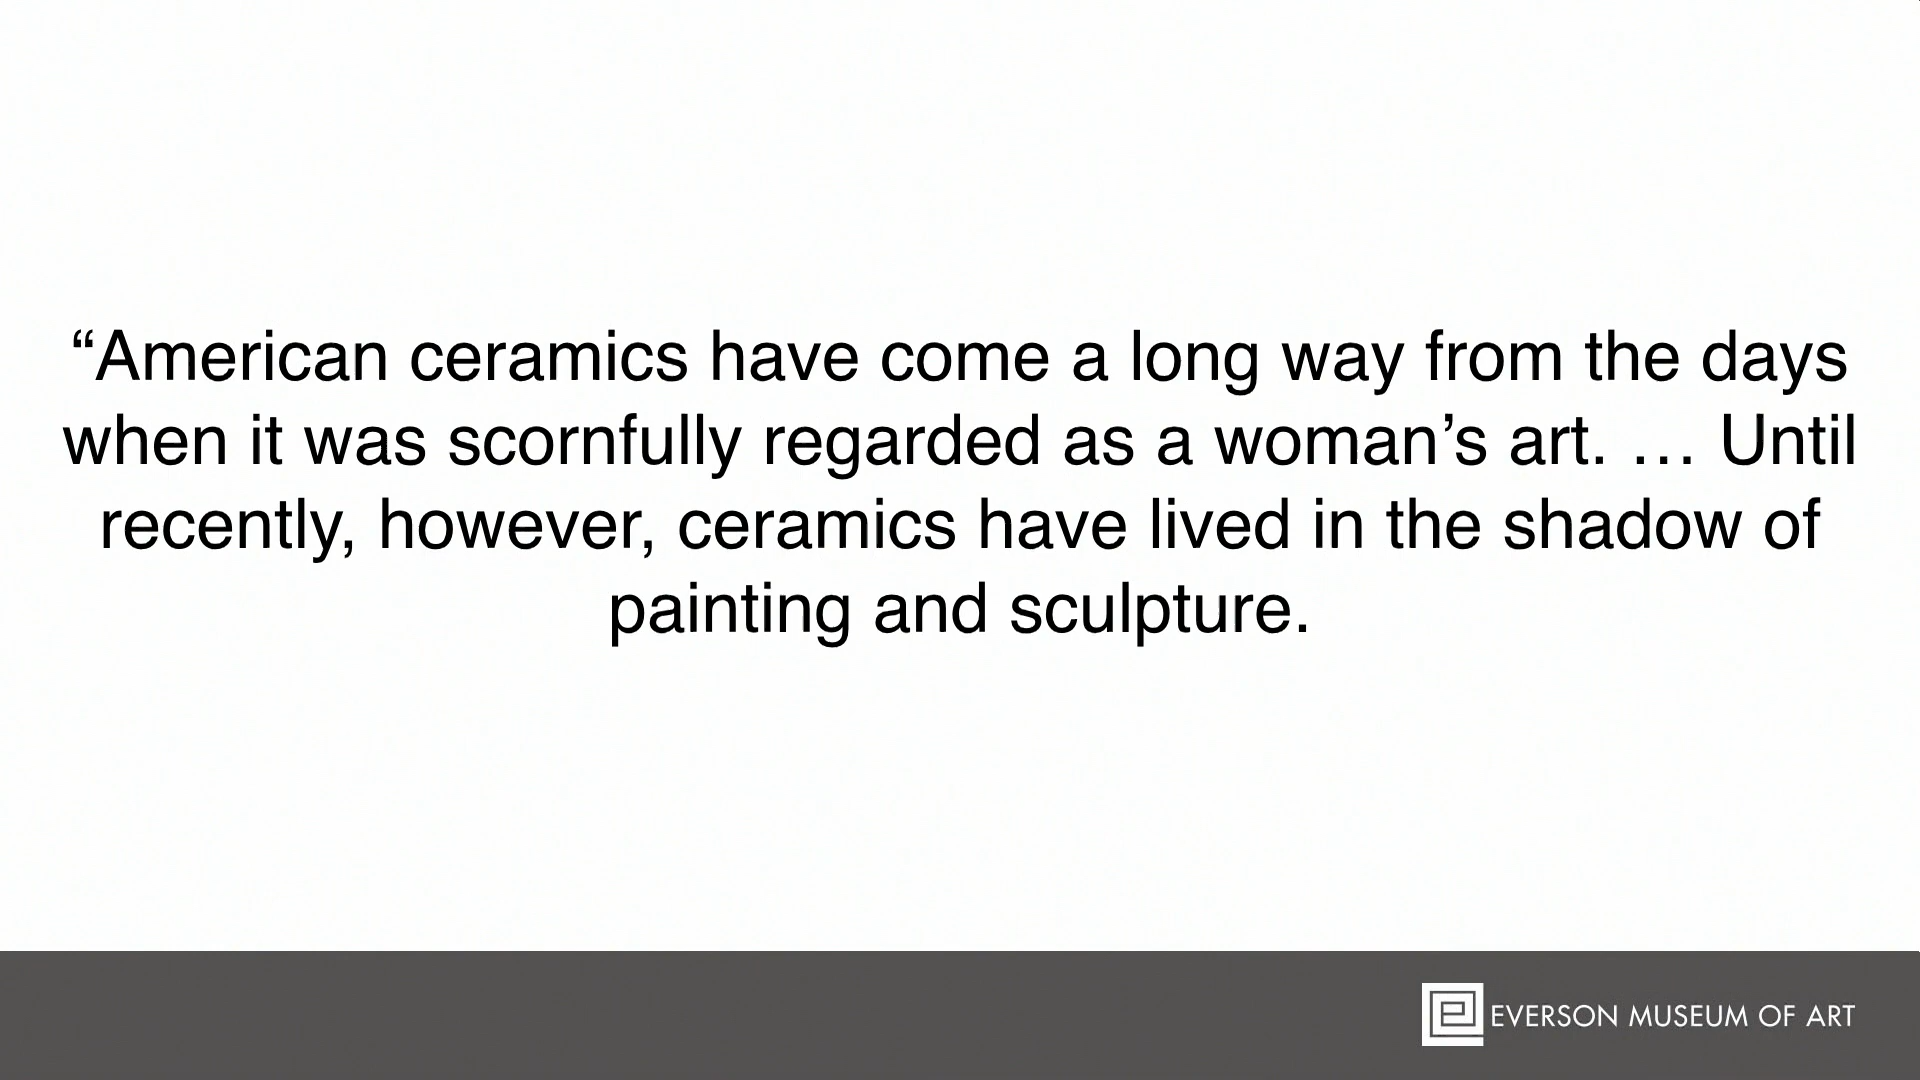 “American ceramics have come a long way from the days
when it was scornfully regarded as a woman’s art. … Until
recently, however, ceramics have lived in the shadow of
painting and sculpture.
EVERSON MUSEUM OF ART